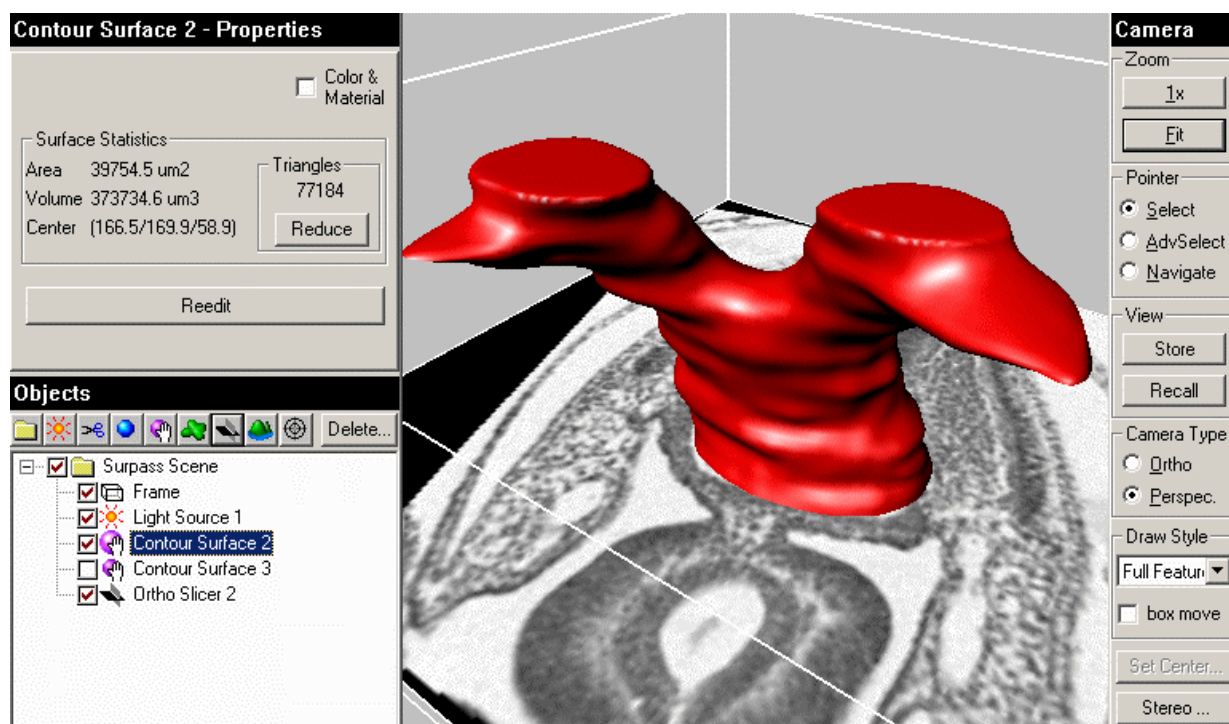 Contour Surface 2 - Properties
Color &
Material
Surface Statistics
Area 39754.5 um2
Volume 373734.6 um3
Center (166.5/169.9/58.9)
Triangles
77184
Reduce
Reedit
Objects
Delete...
Surpass Scene
Frame
Light Source 1
Contour Surface 2
Contour Surface 3
Ortho Slicer 2
Camera
Zoom
1x
Fit
Pointer
Select
AdvSelect
Navigate
View
Store
Recall
Camera Type
Ortho
Perspec.
Draw Style
Full Featur
box move
Set Center...
Stereo ...